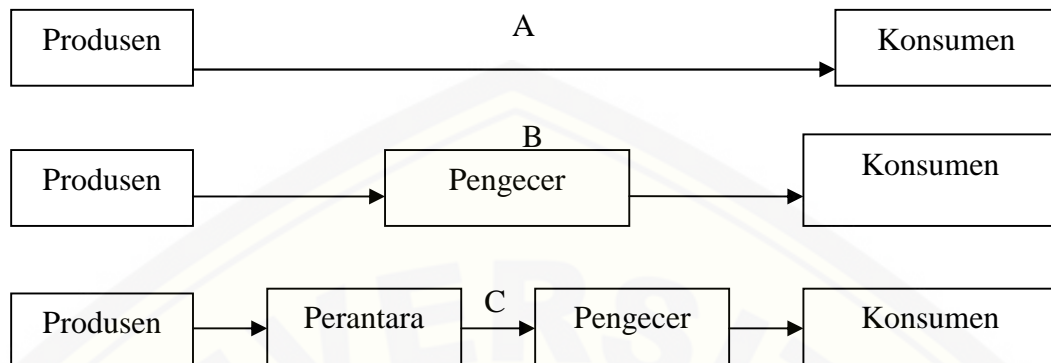 A
Produsen Konsumen
B
Produsen Pengecer Konsumen
C
Produsen Perantara Pengecer Konsumen